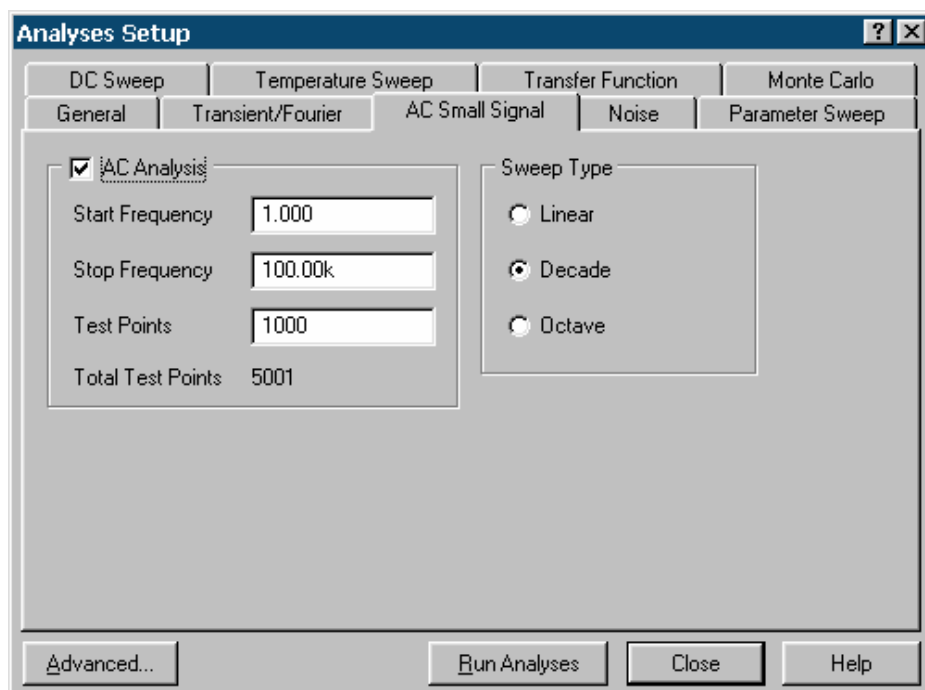 Analyses Setup
DC Sweep Temperature Sweep Transfer Function Monte Carlo
General Transient/Fourier AC Small Signal Noise Parameter Sweep
AC Analysis
Start Frequency 1.000
Stop Frequency 100.00k
Test Points 1000
Total Test Points 5001
Sweep Type
Linear
Decade
Octave
Advanced... Run Analyses Close Help